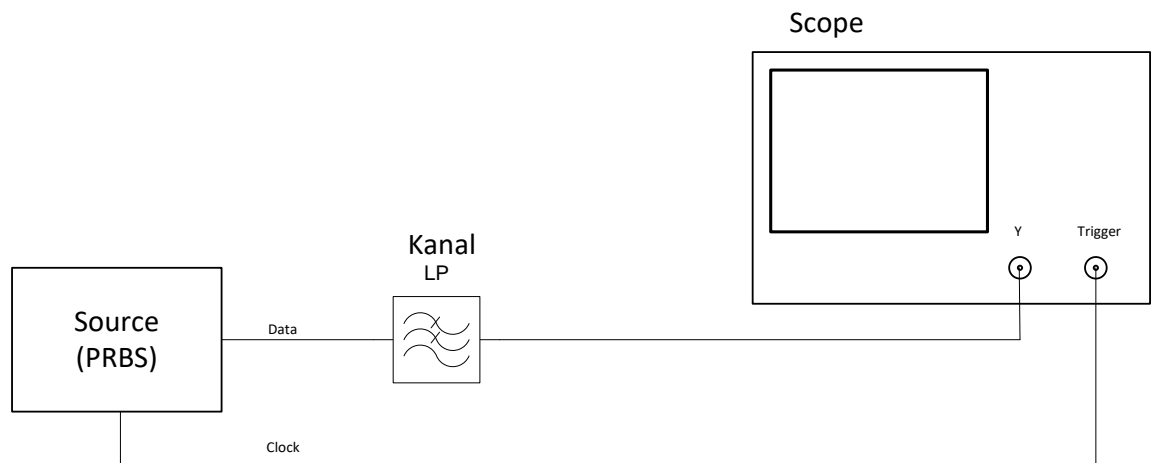 Scope
Y
Trigger
Kanal
LP
Source
(PRBS)
Data
Clock